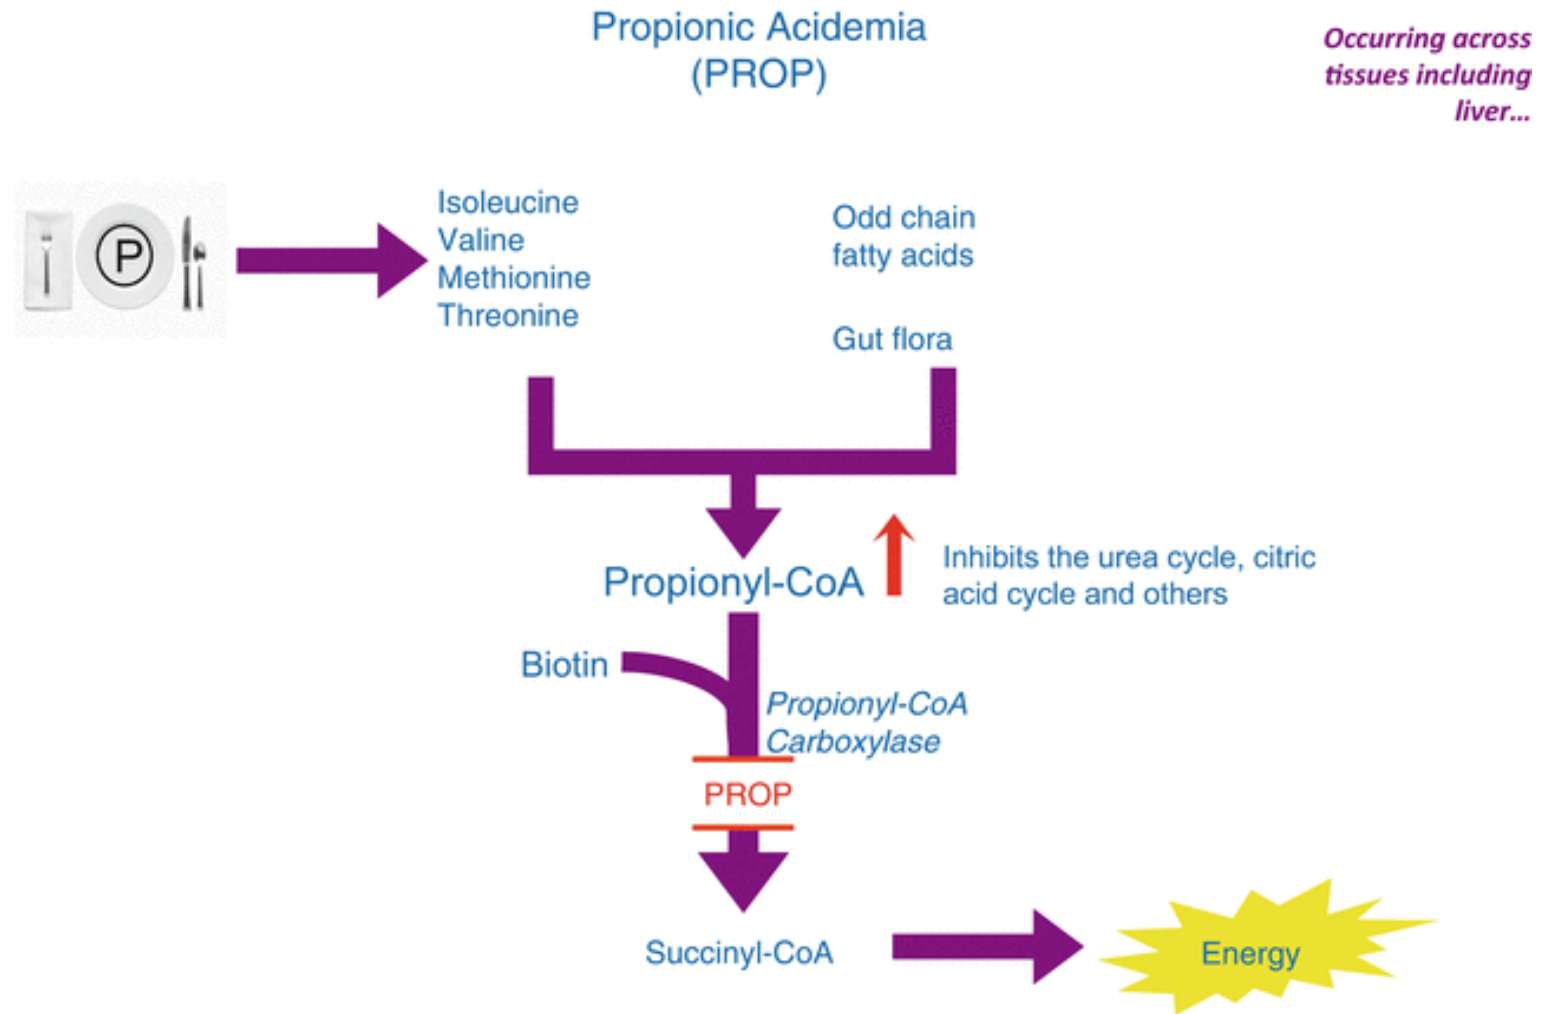 Propionic Acidemia
(PROP)
Occurring across
tissues including
liver...
P
Isoleucine
Valine
Methionine
Threonine
Odd chain
fatty acids
Gut flora
Propionyl-CoA
Inhibits the urea cycle, citric
acid cycle and others
Biotin
Propionyl-CoA
Carboxylase
PROP
Succinyl-CoA
Energy